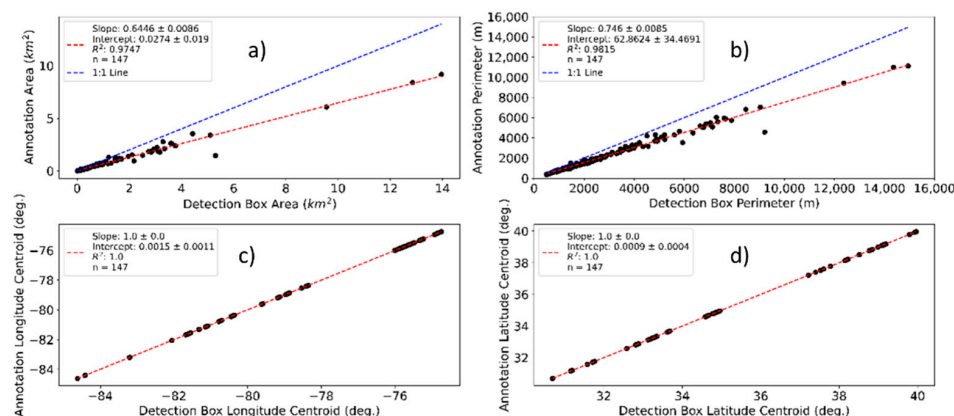 Slope: 0.6446 ± 0.0086
Intercept: 0.0274 ± 0.019
R²: 0.9747
n = 147
1:1 Line
a)
Annotation Area (km²)
10
5
0
0 2 4 6 8 10 12 14
Detection Box Area (km²)
Slope: 0.746 ± 0.0085
Intercept: 62.8624 ± 34.4691
R²: 0.9815
n = 147
1:1 Line
b)
Annotation Perimeter (m)
16,000
14,000
12,000
10,000
8000
6000
4000
2000
0
0 2000 4000 6000 8000 10,000 12,000 14,000 16,000
Detection Box Perimeter (m)
Slope: 1.0 ± 0.0
Intercept: 0.0015 ± 0.0011
R²: 1.0
n = 147
c)
Annotation Longitude Centroid (deg.)
−76
−78
−80
−82
−84
−84 −82 −80 −78 −76
Detection Box Longitude Centroid (deg.)
Slope: 1.0 ± 0.0
Intercept: 0.0009 ± 0.0004
R²: 1.0
n = 147
d)
Annotation Latitude Centroid (deg.)
40
38
36
34
32
32 34 36 38 40
Detection Box Latitude Centroid (deg.)